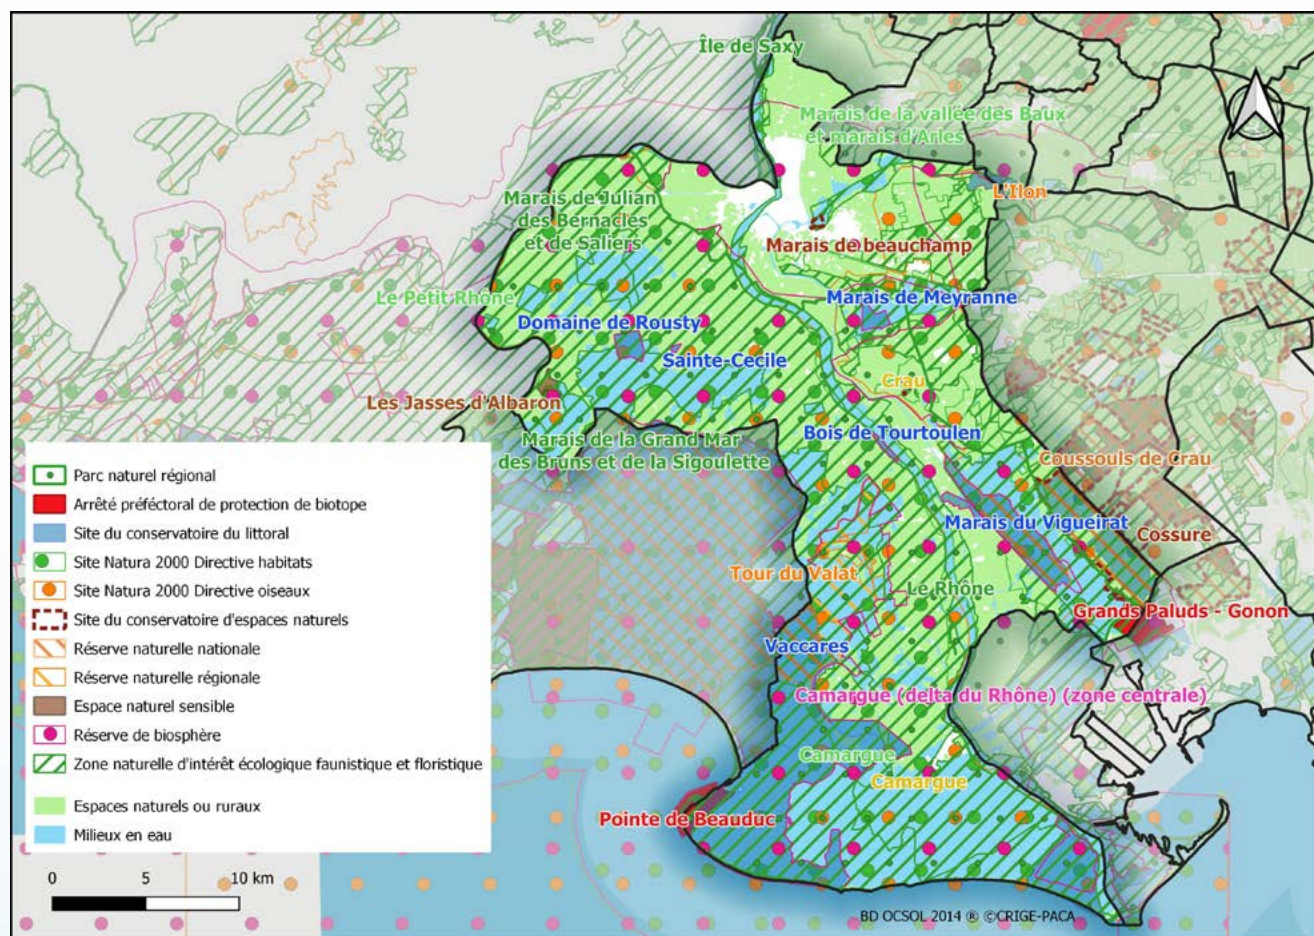 Île de Saxy
Marais de la vallée des Baux
et marais d'Arles
L'Ilon
Marais de Julian
des Bernacles
et de Saliers
Marais de beauchamp
Le Petit Rhône
Marais de Meyranne
Domaine de Rousty
Sainte-Cecile
Crau
Les Jasses d'Albaron
Marais de la Grand Mar
des Bruns et de la Sigoulette
Bois de Tourtoulen
Coussouls de Crau
Marais du Vigueirat
Cossure
Tour du Valat
Le Rhône
Grands Paluds - Gonon
Vaccares
Camargue (delta du Rhône) (zone centrale)
Camargue
Camargue
Pointe de Beauduc
Parc naturel régional
Arrêté préféctoral de protection de biotope
Site du conservatoire du littoral
Site Natura 2000 Directive habitats
Site Natura 2000 Directive oiseaux
Site du conservatoire d'espaces naturels
Réserve naturelle nationale
Réserve naturelle régionale
Espace naturel sensible
Réserve de biosphère
Zone naturelle d'intérêt écologique faunistique et floristique
Espaces naturels ou ruraux
Milieux en eau
0 5 10 km
BD OCSOL 2014 ® ©CRIGE-PACA